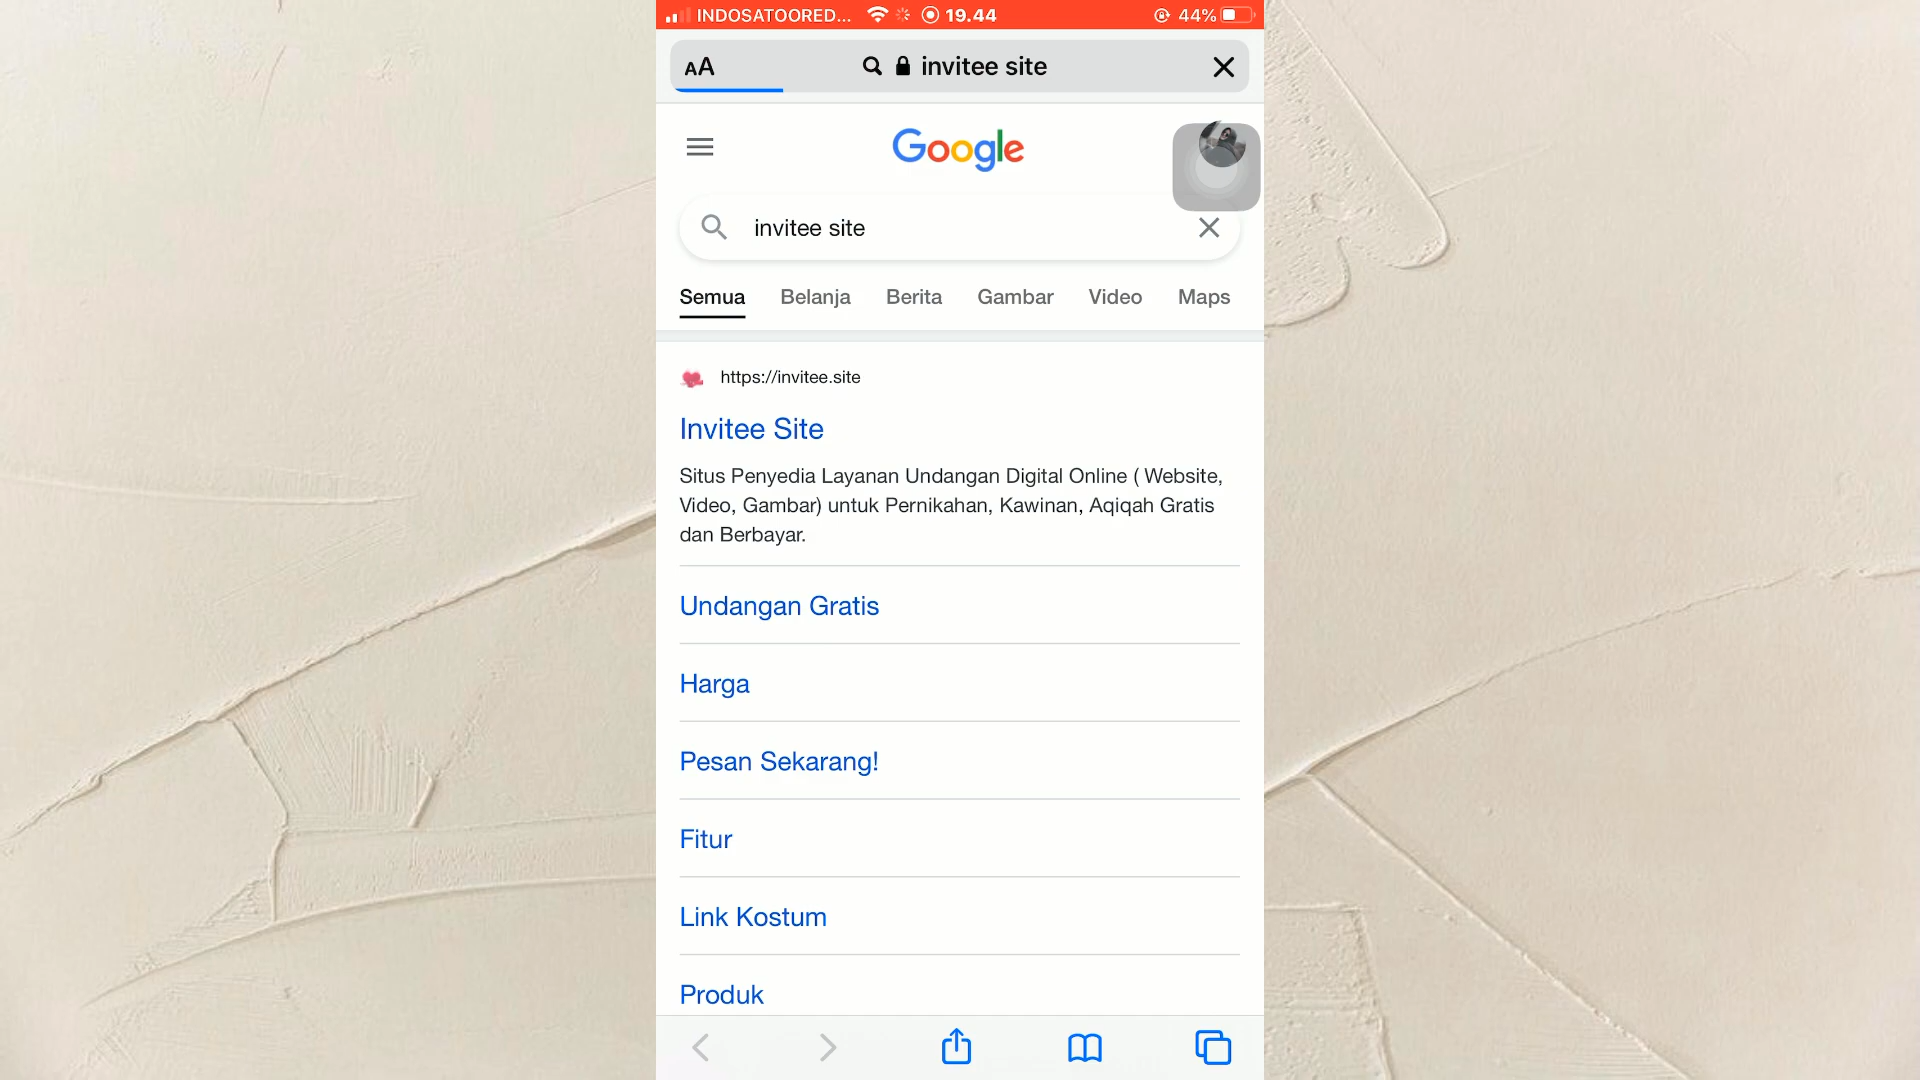 INDOSATOORED... 19.44 44%
AA invitee site
Google
invitee site
Semua Belanja Berita Gambar Video Maps
https://invitee.site
Invitee Site
Situs Penyedia Layanan Undangan Digital Online ( Website,
Video, Gambar) untuk Pernikahan, Kawinan, Aqiqah Gratis
dan Berbayar.
Undangan Gratis
Harga
Pesan Sekarang!
Fitur
Link Kostum
Produk